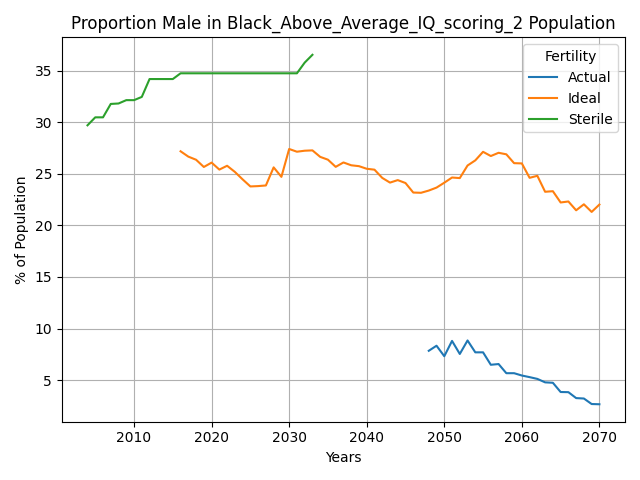 Proportion Male in Black_Above_Average_IQ_scoring_2 Population
Fertility
Actual
Ideal
Sterile
% of Population
35
30
25
20
15
10
5
2010 2020 2030 2040 2050 2060 2070
Years